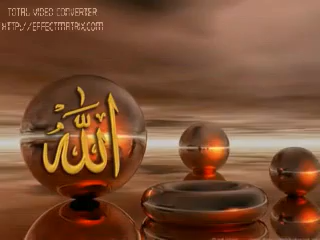 TOTAL VIDEO CONVERTER
HTTP://EFFECTMATRIX.COM
الله